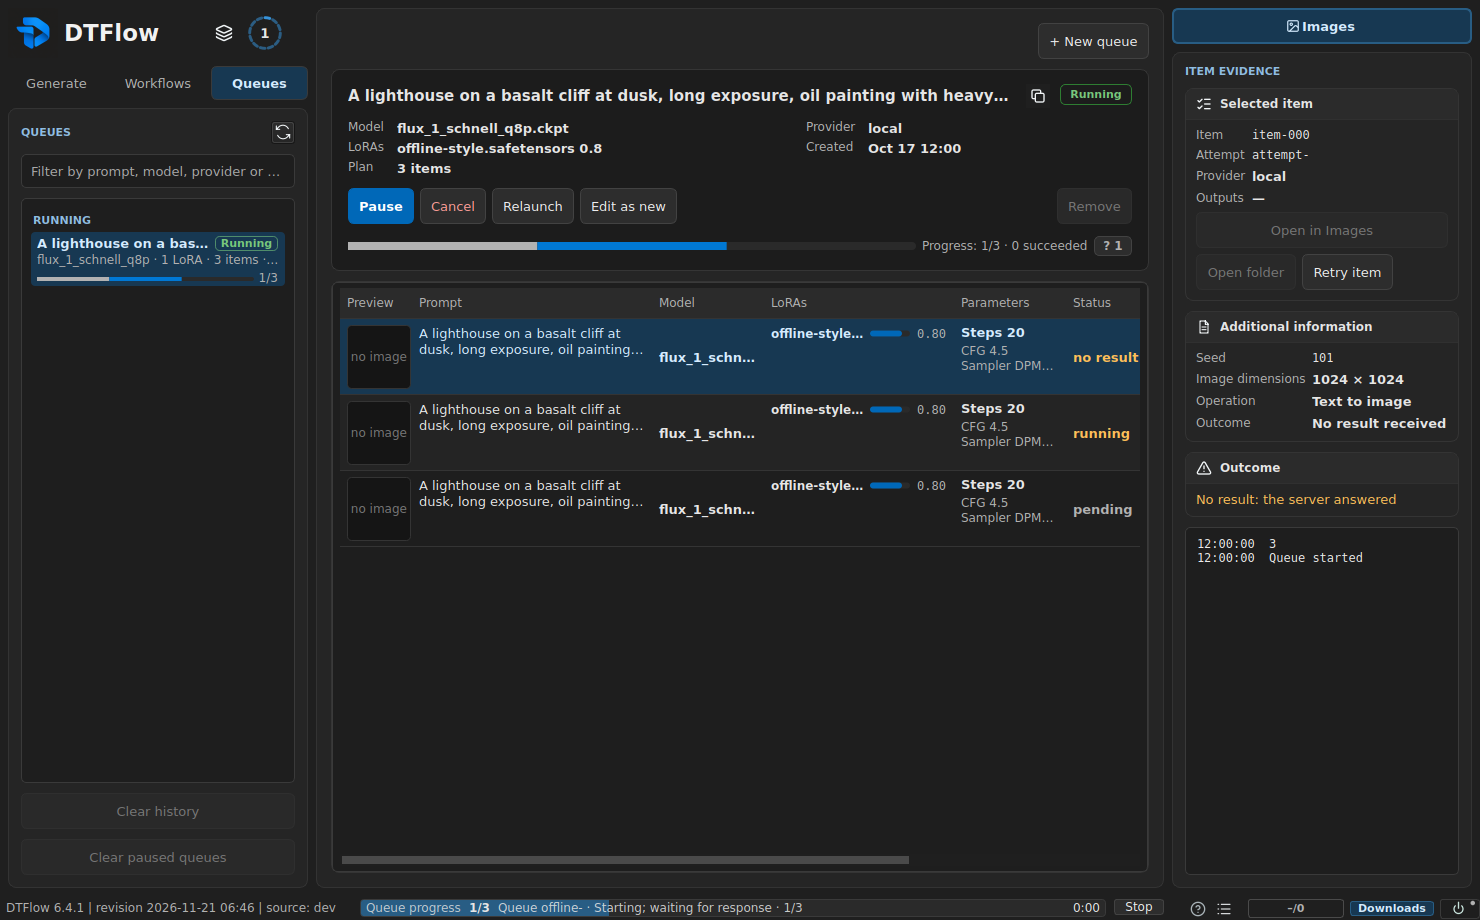 DTFlow
1
Generate
Workflows
Queues
QUEUES
Filter by prompt, model, provider or ...
RUNNING
A lighthouse on a bas...
Running
flux_1_schnell_q8p · 1 LoRA · 3 items ·...
1/3
Clear history
Clear paused queues
+ New queue
A lighthouse on a basalt cliff at dusk, long exposure, oil painting with heavy...
Running
Model flux_1_schnell_q8p.ckpt
Provider local
LoRAs offline-style.safetensors 0.8
Created Oct 17 12:00
Plan 3 items
Pause
Cancel
Relaunch
Edit as new
Remove
Progress: 1/3 · 0 succeeded
? 1
Preview Prompt Model LoRAs Parameters Status
no image
A lighthouse on a basalt cliff at
dusk, long exposure, oil painting...
flux_1_schn...
offline-style...
0.80
Steps 20
CFG 4.5
Sampler DPM...
no result
no image
A lighthouse on a basalt cliff at
dusk, long exposure, oil painting...
flux_1_schn...
offline-style...
0.80
Steps 20
CFG 4.5
Sampler DPM...
running
no image
A lighthouse on a basalt cliff at
dusk, long exposure, oil painting...
flux_1_schn...
offline-style...
0.80
Steps 20
CFG 4.5
Sampler DPM...
pending
Images
ITEM EVIDENCE
Selected item
Item item-000
Attempt attempt-
Provider local
Outputs —
Open in Images
Open folder
Retry item
Additional information
Seed 101
Image dimensions 1024 × 1024
Operation Text to image
Outcome No result received
Outcome
No result: the server answered
12:00:00 3
12:00:00 Queue started
DTFlow 6.4.1 | revision 2026-11-21 06:46 | source: dev
Queue progress 1/3 Queue offline- · Starting; waiting for response · 1/3
0:00
Stop
-/0
Downloads